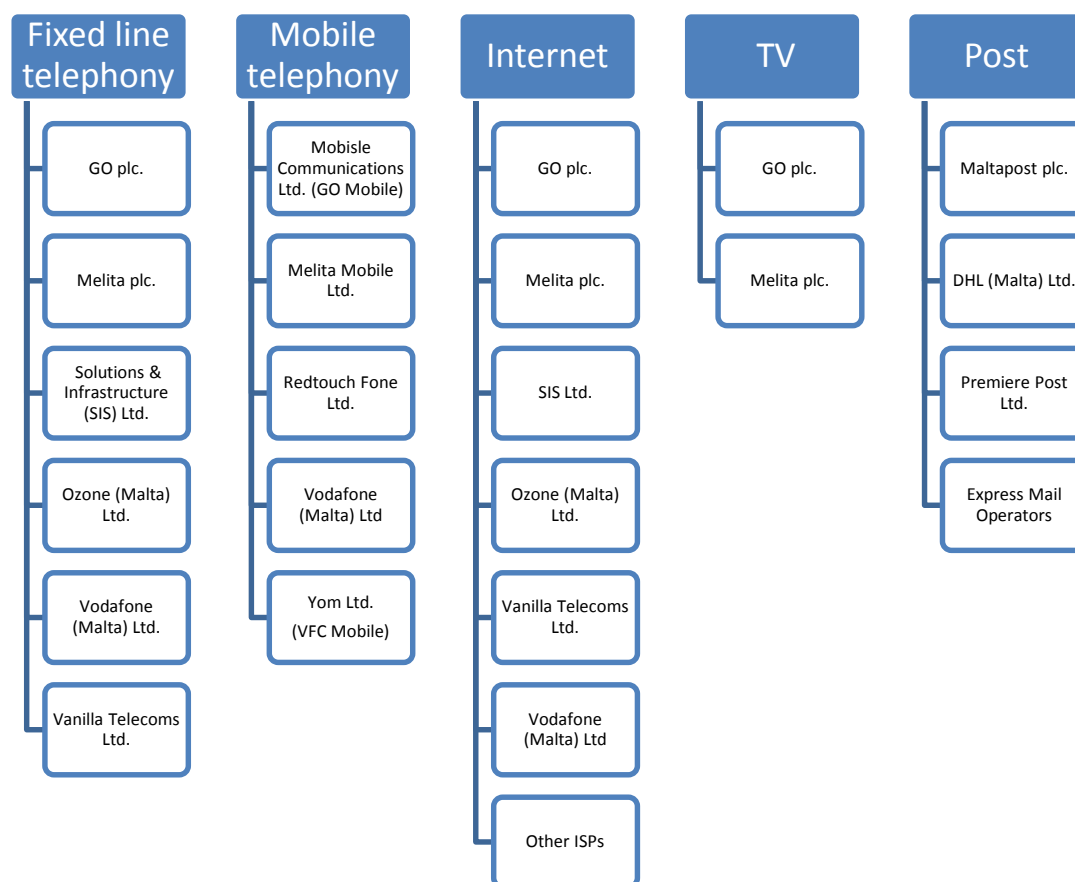 Fixed line
telephony
GO plc.
Melita plc.
Solutions &
Infrastructure
(SIS) Ltd.
Ozone (Malta)
Ltd.
Vodafone
(Malta) Ltd.
Vanilla Telecoms
Ltd.
Mobile
telephony
Mobisle
Communications
Ltd. (GO Mobile)
Melita Mobile
Ltd.
Redtouch Fone
Ltd.
Vodafone
(Malta) Ltd
Yom Ltd.
(VFC Mobile)
Internet
GO plc.
Melita plc.
SIS Ltd.
Ozone (Malta)
Ltd.
Vanilla Telecoms
Ltd.
Vodafone
(Malta) Ltd
Other ISPs
TV
GO plc.
Melita plc.
Post
Maltapost plc.
DHL (Malta) Ltd.
Premiere Post
Ltd.
Express Mail
Operators